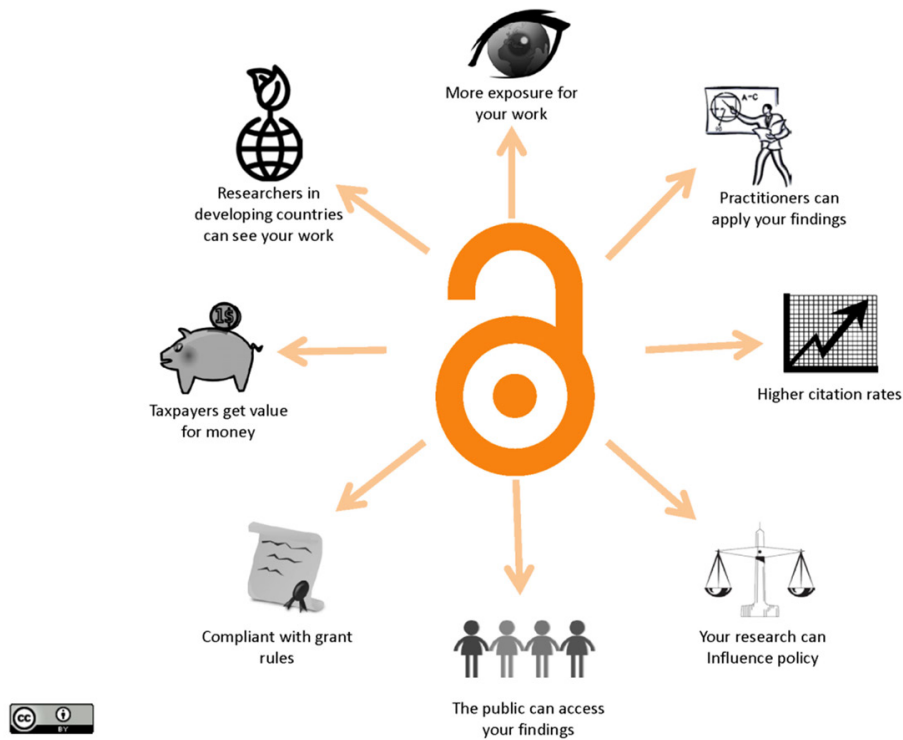 More exposure for
your work
A-C
Practitioners can
apply your findings
Researchers in
developing countries
can see your work
1$
Higher citation rates
Taxpayers get value
for money
Your research can
Influence policy
Compliant with grant
rules
The public can access
your findings
cc
BY